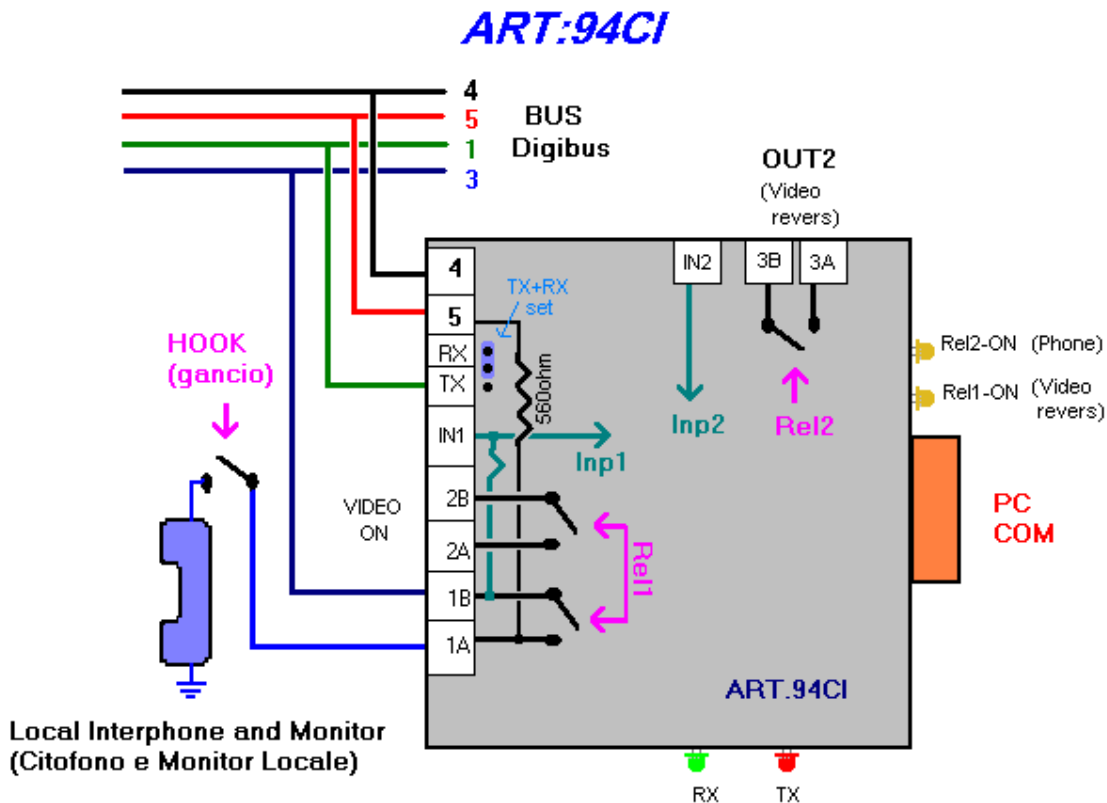 ART:94CI
4
5
1
3
BUS
Digibus
OUT2
(Video
revers)
4
5
RX
TX
IN1
2B
2A
1B
1A
TX+RX
set
560ohm
IN2
3B
3A
HOOK
(gancio)
Inp1
Inp2
Rel2
Rel1
Rel2-ON (Phone)
Rel1-ON (Video
revers)
VIDEO
ON
PC
COM
ART.94CI
Local Interphone and Monitor
(Citofono e Monitor Locale)
RX
TX